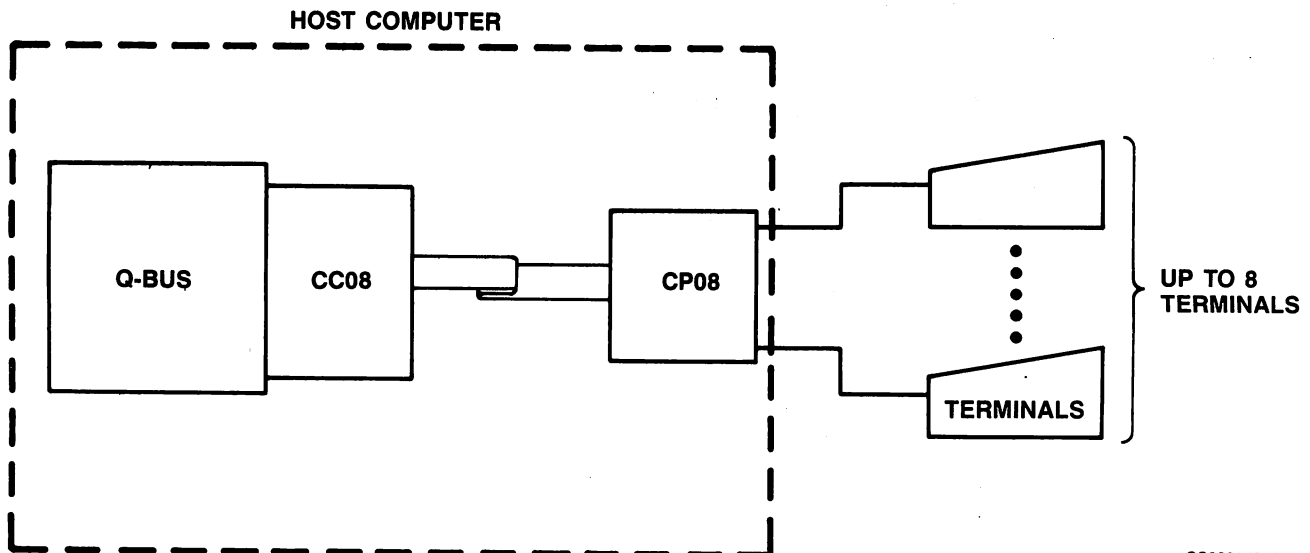 HOST COMPUTER
Q-BUS
CC08
CP08
UP TO 8
TERMINALS
TERMINALS